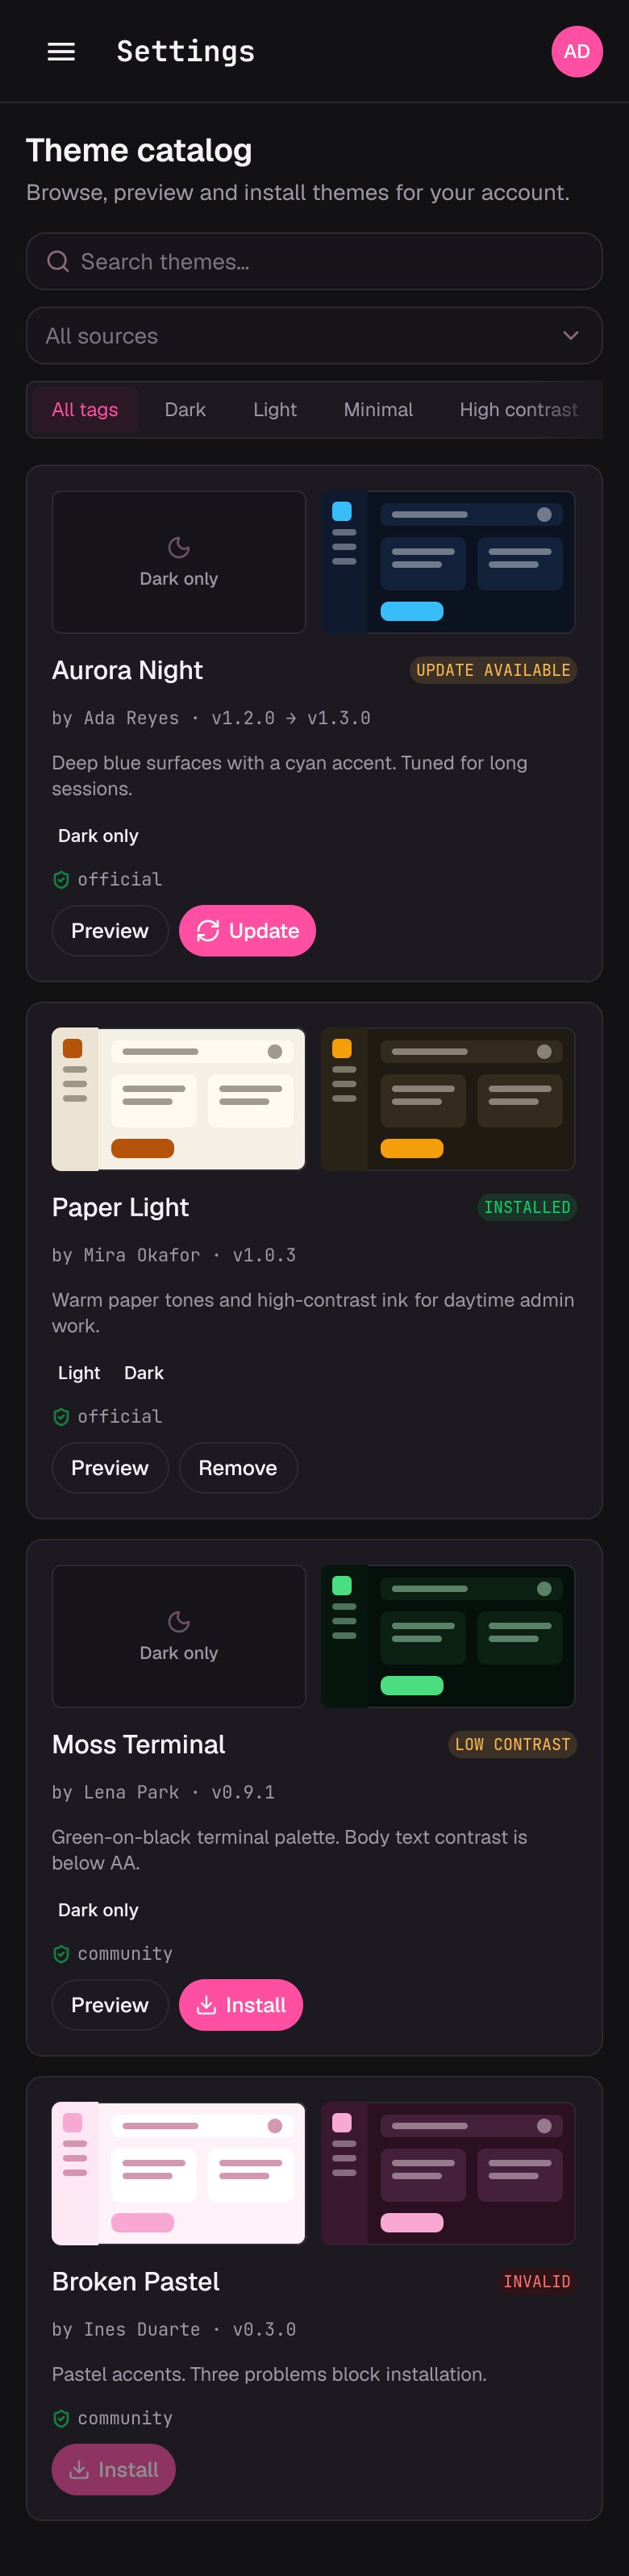 Settings
AD
Theme catalog
Browse, preview and install themes for your account.
Search themes...
All sources
All tags Dark Light Minimal High contrast
Dark only
Aurora Night
UPDATE AVAILABLE
by Ada Reyes · v1.2.0 → v1.3.0
Deep blue surfaces with a cyan accent. Tuned for long
sessions.
Dark only
official
Preview Update
Paper Light
INSTALLED
by Mira Okafor · v1.0.3
Warm paper tones and high-contrast ink for daytime admin
work.
Light Dark
official
Preview Remove
Dark only
Moss Terminal
LOW CONTRAST
by Lena Park · v0.9.1
Green-on-black terminal palette. Body text contrast is
below AA.
Dark only
community
Preview Install
Broken Pastel
INVALID
by Ines Duarte · v0.3.0
Pastel accents. Three problems block installation.
community
Install